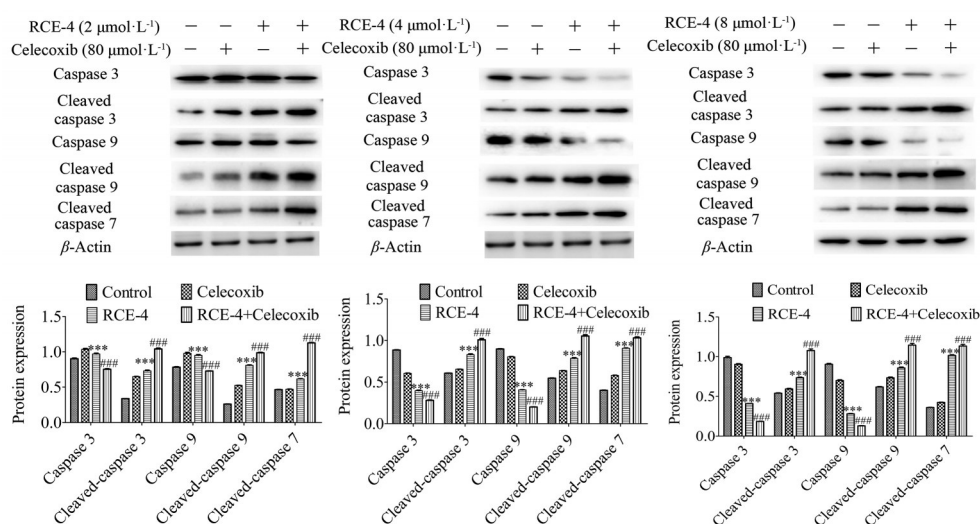 RCE-4 (2 μmol·L-1) − − + +
Celecoxib (80 μmol·L-1) − + − +
Caspase 3
Cleaved
caspase 3
Caspase 9
Cleaved
caspase 9
Cleaved
caspase 7
β-Actin
RCE-4 (4 μmol·L-1) − − + +
Celecoxib (80 μmol·L-1) − + − +
Caspase 3
Cleaved
caspase 3
Caspase 9
Cleaved
caspase 9
Cleaved
caspase 7
β-Actin
RCE-4 (8 μmol·L-1) − − + +
Celecoxib (80 μmol·L-1) − + − +
Caspase 3
Cleaved
caspase 3
Caspase 9
Cleaved
caspase 9
Cleaved
caspase 7
β-Actin
Control Celecoxib
RCE-4 RCE+Celecoxib
Protein expression
1.5
1.0
0.5
0.0
*** ### *** ### *** ### *** ### *** ###
Caspase 3
Cleaved-caspase 3
Caspase 9
Cleaved-caspase 9
Cleaved-caspase 7
Control Celecoxib
RCE-4 RCE-4+Celecoxib
Protein expression
1.5
1.0
0.5
0.0
*** ### *** ### *** ### *** ### *** ###
Caspase 3
Cleaved-caspase 3
Caspase 9
Cleaved-caspase 9
Cleaved-caspase 7
Control Celecoxib
RCE-4 RCE-4+Celecoxib
Protein expression
1.5
1.0
0.5
0.0
*** ### *** ### *** ### *** ### *** ###
Caspase 3
Cleaved-caspase 3
Caspase 9
Cleaved-caspase 9
Cleaved-caspase 7